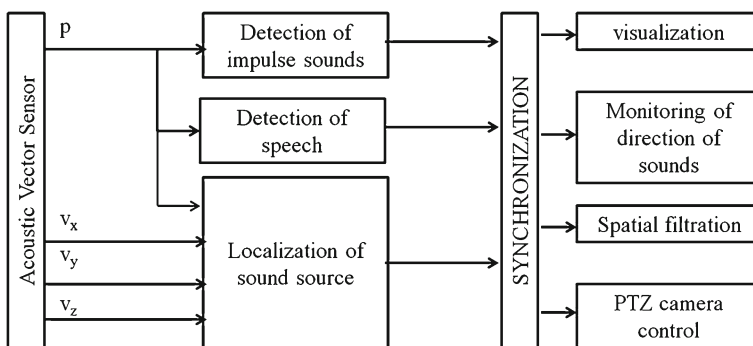 Acoustic Vector Sensor
p
v_x
v_y
v_z
Detection of
impulse sounds
Detection of
speech
Localization of
sound source
SYNCHRONIZATION
visualization
Monitoring of
direction of
sounds
Spatial filtration
PTZ camera
control